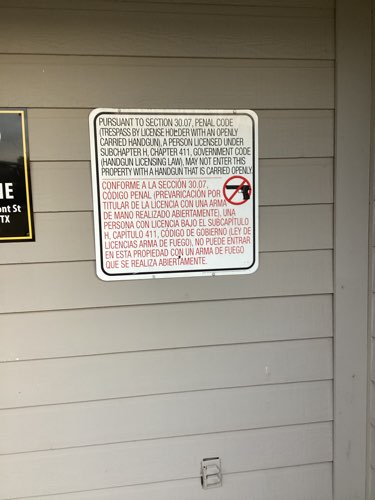 PURSUANT TO SECTION 30.07, PENAL CODE
(TRESPASS BY LICENSE HOLDER WITH AN OPENLY
CARRIED HANDGUN), A PERSON LICENSED UNDER
SUBCHAPTER H, CHAPTER 411, GOVERNMENT CODE
(HANDGUN LICENSING LAW), MAY NOT ENTER THIS
PROPERTY WITH A HANDGUN THAT IS CARRIED OPENLY.
CONFORME A LA SECCIÓN 30.07,
CÓDIGO PENAL (PREVARICACIÓN POR
TITULAR DE LA LICENCIA CON UNA ARMA
DE MANO REALIZADO ABIERTAMENTE), UNA
PERSONA CON LICENCIA BAJO EL SUBCAPÍTULO
H, CAPÍTULO 411, CÓDIGO DE GOBIERNO (LEY DE
LICENCIAS ARMA DE FUEGO), NO PUEDE ENTRAR
EN ESTA PROPIEDAD CON UN ARMA DE FUEGO
QUE SE REALIZA ABIERTAMENTE.
St
TX